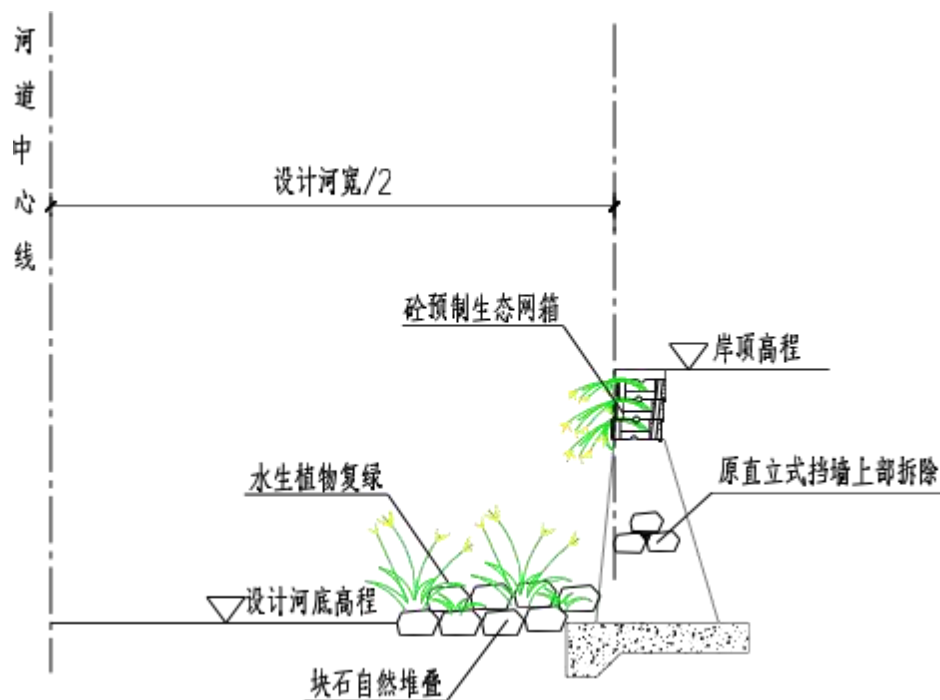 河道中心线
设计河宽/2
砼预制生态网箱
岸顶高程
水生植物复绿
原直立式挡墙上部拆除
设计河底高程
块石自然堆叠